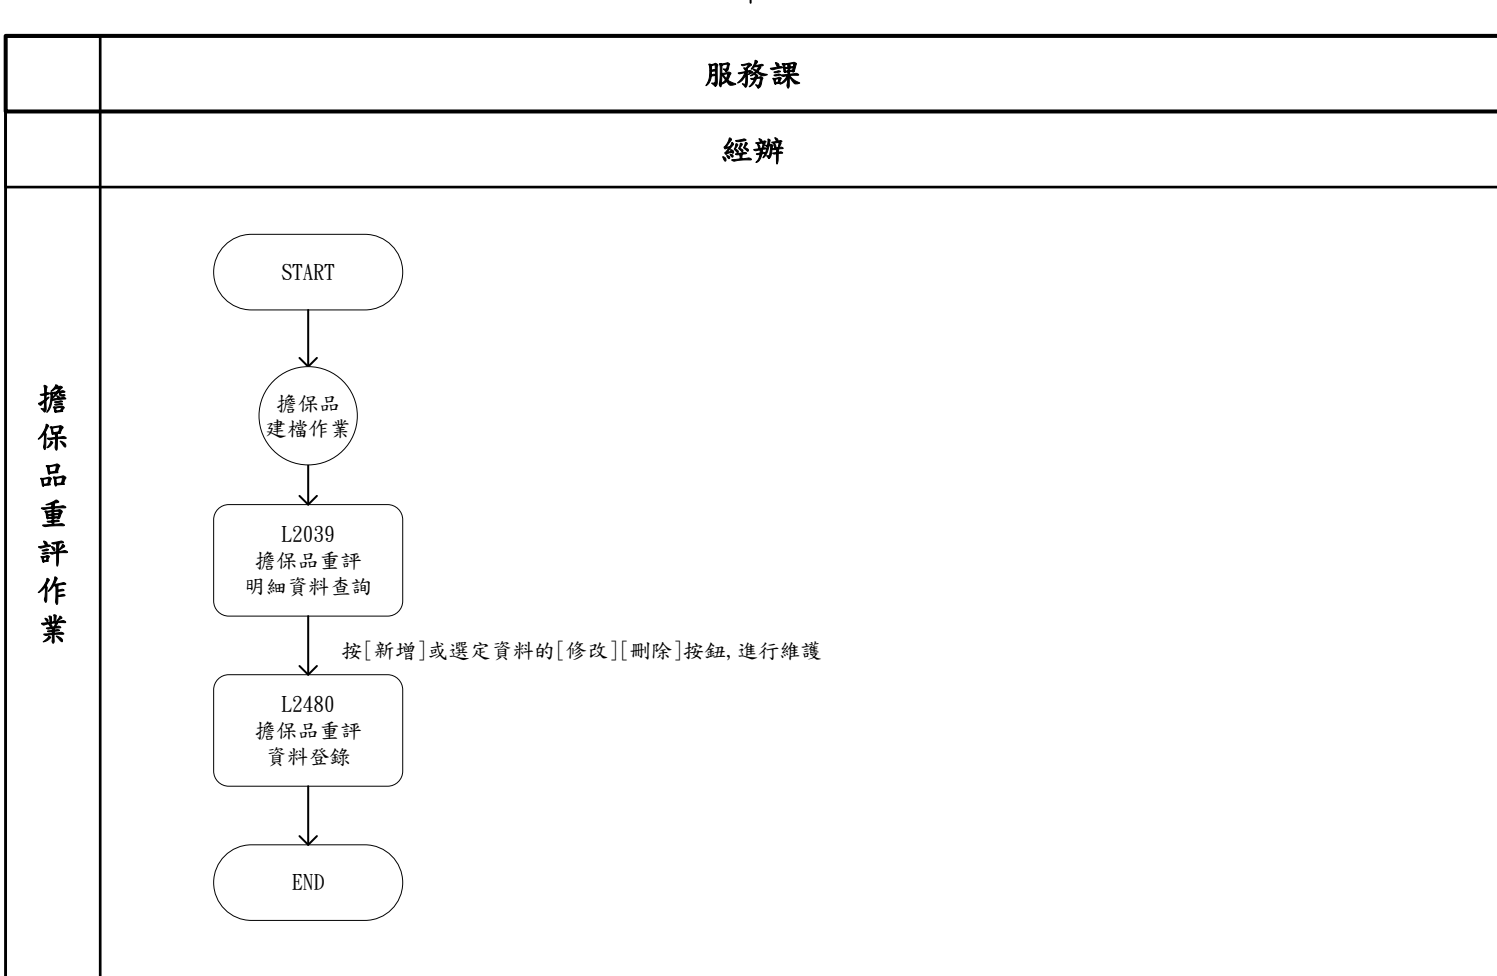 服務課
經辦
擔保品重評作業
START
擔保品
建檔作業
L2039
擔保品重評
明細資料查詢
按[新增]或選定資料的[修改][刪除]按鈕,進行維護
L2480
擔保品重評
資料登錄
END